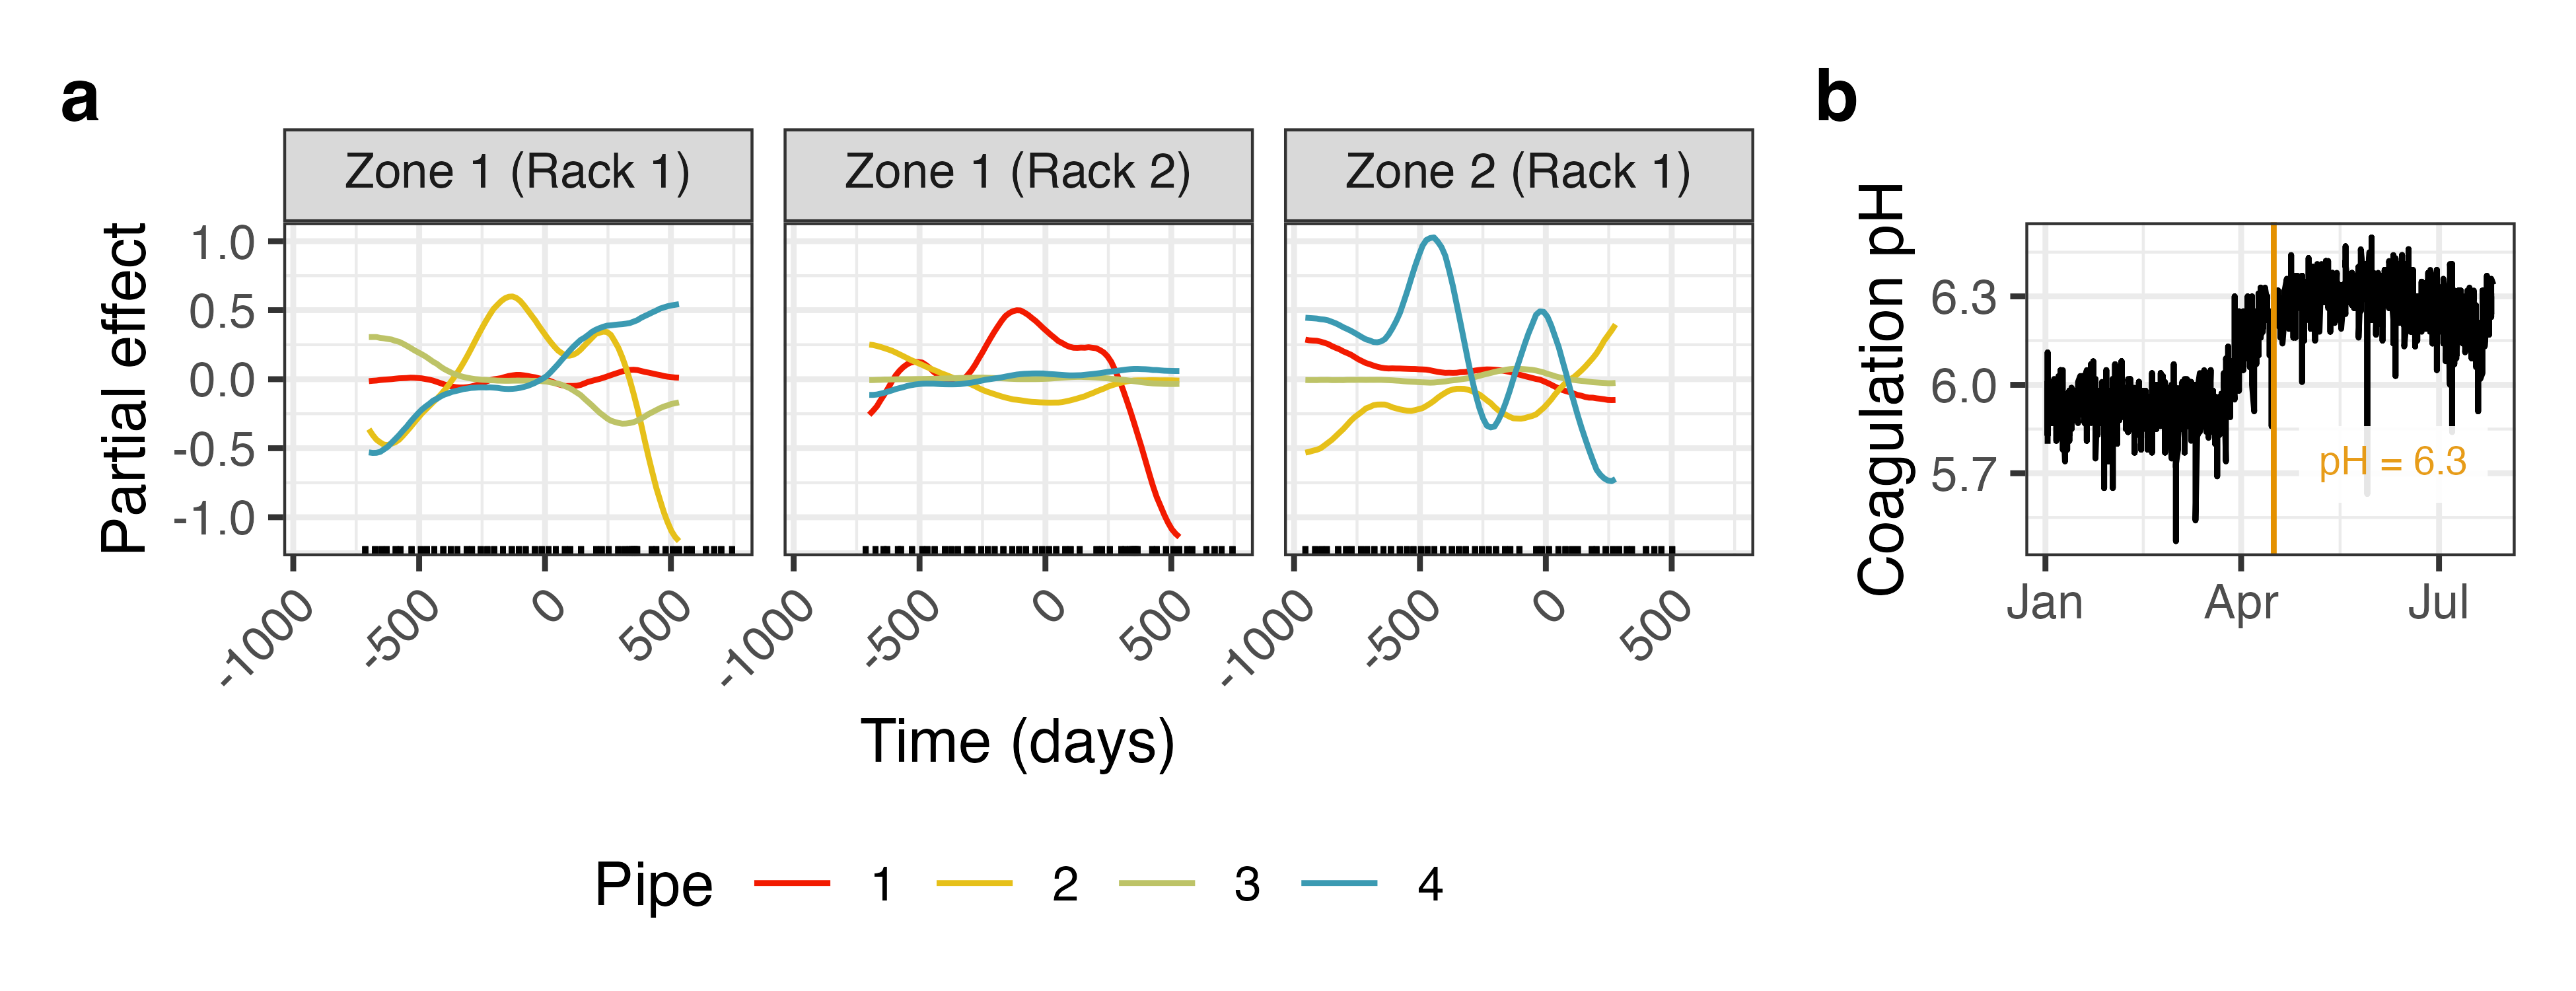 a
b
Zone 1 (Rack 1)
Zone 1 (Rack 2)
Zone 2 (Rack 1)
Partial effect
1.0
0.5
0.0
-0.5
-1.0
-1000
-500
0
500
-1000
-500
0
500
-1000
-500
0
500
Time (days)
Pipe 1 2 3 4
Coagulation pH
6.3
6.0
5.7
pH = 6.3
Jan
Apr
Jul